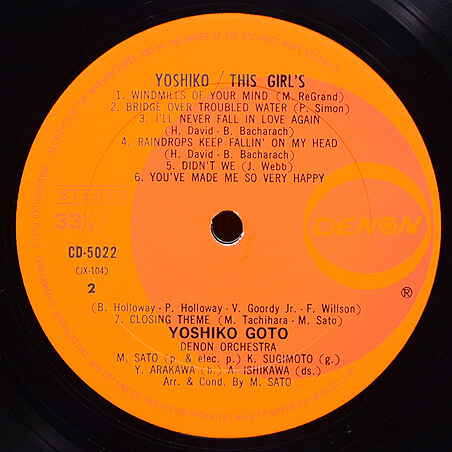 YOSHIKO / THIS GIRL'S
1. WINDMILLS OF YOUR MIND (M. ReGrand)
2. BRIDGE OVER TROUBLED WATER (P. Simon)
3. I'LL NEVER FALL IN LOVE AGAIN
(H. David - B. Bacharach)
4. RAINDROPS KEEP FALLIN' ON MY HEAD
(H. David - B. Bacharach)
5. DIDN'T WE (J. Webb)
6. YOU'VE MADE ME SO VERY HAPPY
STEREO
33 1/3
DENON
CD-5022
(JX-104)
2
®
(B. Holloway - P. Holloway - V. Goordy Jr. - F. Willson)
7. CLOSING THEME (M. Tachihara - M. Sato)
YOSHIKO GOTO
DENON ORCHESTRA
M. SATO (p. & elec. p.) K. SUGIMOTO (g.)
Y. ARAKAWA (b.) A. ISHIKAWA (ds.)
Arr. & Cond. By M. SATO